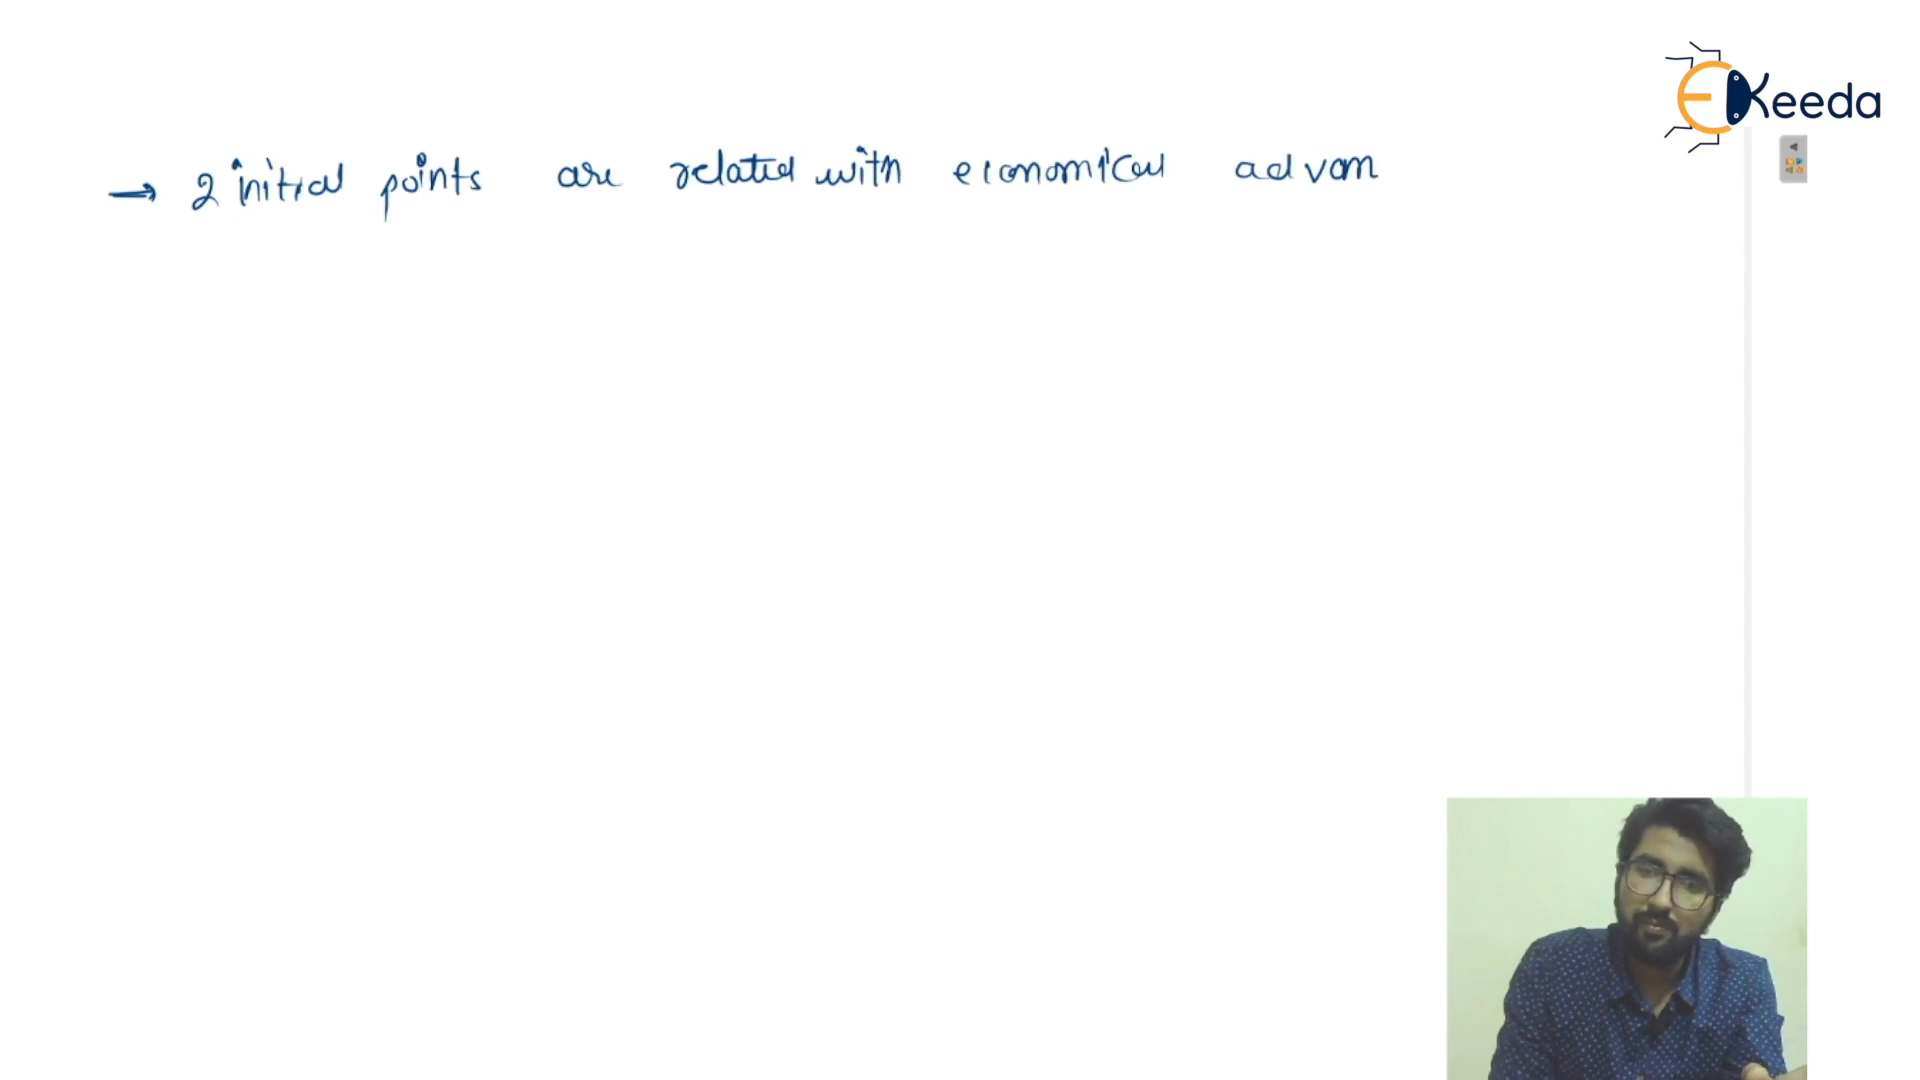 EKeeda
→ 2 initial points are related with economical advan